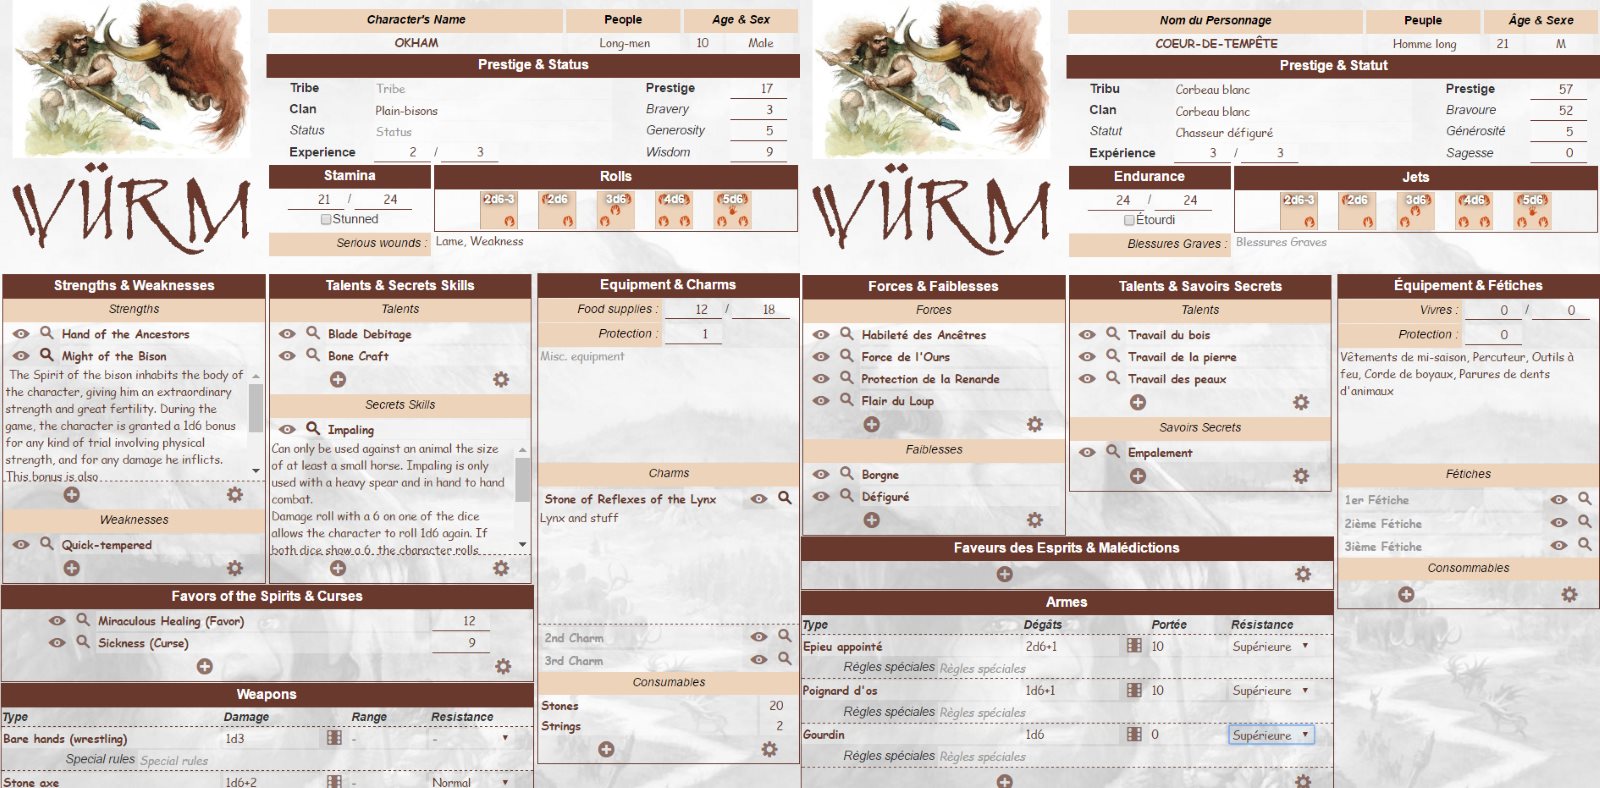 Character's Name People Age & Sex
OKHAM Long-men 10 Male
Prestige & Status
Tribe Tribe Prestige 17
Clan Plain-bisons Bravery 3
Status Status Generosity 5
Experience 2 / 3 Wisdom 9
WÜRM
Stamina Rolls
21 / 24 2d6-3 2d6 3d6 4d6 5d6
Stunned
Serious wounds : Lame, Weakness
Strengths & Weaknesses
Strengths
Hand of the Ancestors
Might of the Bison
The Spirit of the bison inhabits the body of
the character, giving him an extraordinary
strength and great fertility. During the
game, the character is granted a 1d6 bonus
for any kind of trial involving physical
strength, and for any damage he inflicts.
This bonus is also
Weaknesses
Quick-tempered
Talents & Secrets Skills
Talents
Blade Debitage
Bone Craft
Secrets Skills
Impaling
Can only be used against an animal the size
of at least a small horse. Impaling is only
used with a heavy spear and in hand to hand
combat.
Damage roll with a 6 on one of the dice
allows the character to roll 1d6 again. If
both dice show a 6, the character rolls
Equipment & Charms
Food supplies : 12 / 18
Protection : 1
Misc. equipment
Charms
Stone of Reflexes of the Lynx
Lynx and stuff
2nd Charm
3rd Charm
Consumables
Stones 20
Strings 2
Favors of the Spirits & Curses
Miraculous Healing (Favor) 12
Sickness (Curse) 9
Weapons
Type Damage Range Resistance
Bare hands (wrestling) 1d3 - -
Special rules Special rules
Stone axe 1d6+2 - Normal
Nom du Personnage Peuple Âge & Sexe
COEUR-DE-TEMPÊTE Homme long 21 M
Prestige & Statut
Tribu Corbeau blanc Prestige 57
Clan Corbeau blanc Bravoure 52
Statut Chasseur défiguré Générosité 5
Expérience 3 / 3 Sagesse 0
WÜRM
Endurance Jets
24 / 24 2d6-3 2d6 3d6 4d6 5d6
Étourdi
Blessures Graves : Blessures Graves
Forces & Faiblesses
Forces
Habileté des Ancêtres
Force de l'Ours
Protection de la Renarde
Flair du Loup
Faiblesses
Borgne
Défiguré
Talents & Savoirs Secrets
Talents
Travail du bois
Travail de la pierre
Travail des peaux
Savoirs Secrets
Empalement
Équipement & Fétiches
Vivres : 0 / 0
Protection : 0
Vêtements de mi-saison, Percuteur, Outils à
feu, Corde de boyaux, Parures de dents
d'animaux
Fétiches
1er Fétiche
2ième Fétiche
3ième Fétiche
Consommables
Faveurs des Esprits & Malédictions
Armes
Type Dégâts Portée Résistance
Epieu appointé 2d6+1 10 Supérieure
Règles spéciales Règles spéciales
Poignard d'os 1d6+1 10 Supérieure
Règles spéciales Règles spéciales
Gourdin 1d6 0 Supérieure
Règles spéciales Règles spéciales